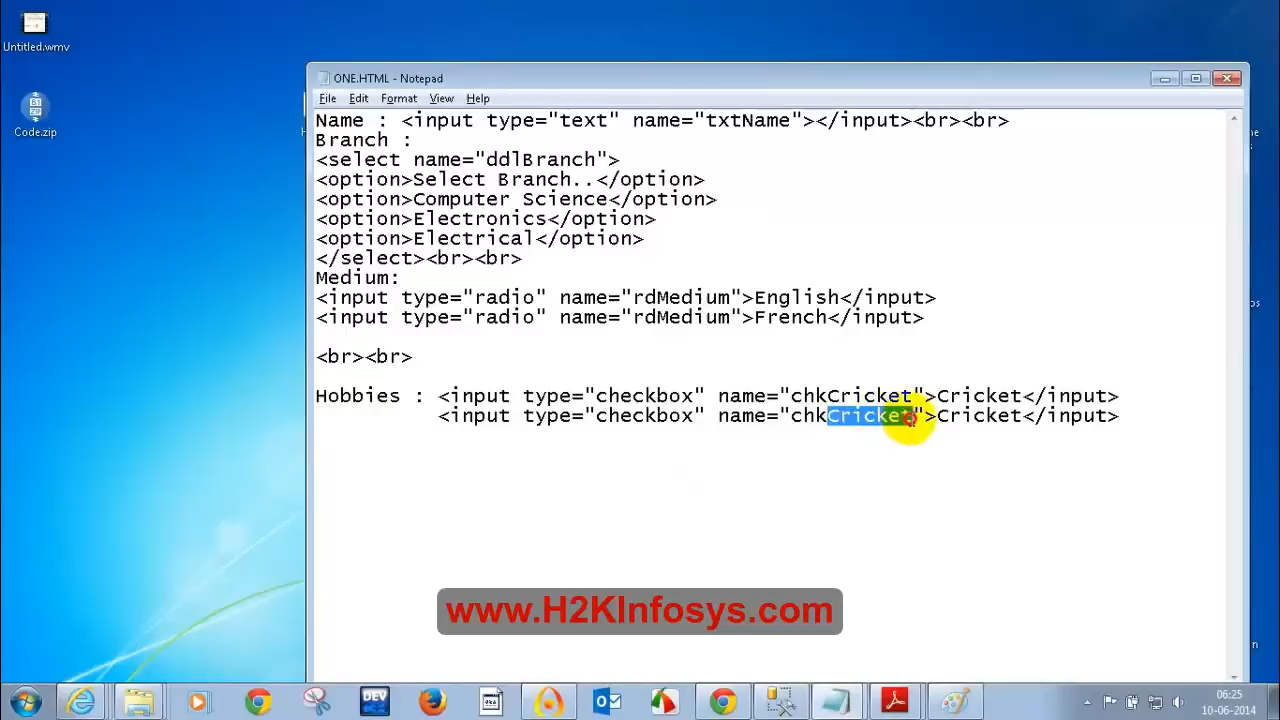 Untitled.wmv
Code.zip
ONE.HTML - Notepad
File Edit Format View Help
Name : <input type="text" name="txtName"></input><br><br>
Branch :
<select name="ddlBranch">
<option>Select Branch..</option>
<option>Computer Science</option>
<option>Electronics</option>
<option>Electrical</option>
</select><br><br>
Medium:
<input type="radio" name="rdMedium">English</input>
<input type="radio" name="rdMedium">French</input>
<br><br>
Hobbies : <input type="checkbox" name="chkCricket">Cricket</input>
<input type="checkbox" name="chkCricket">Cricket</input>
www.H2KInfosys.com
DEV
06:25
10-06-2014